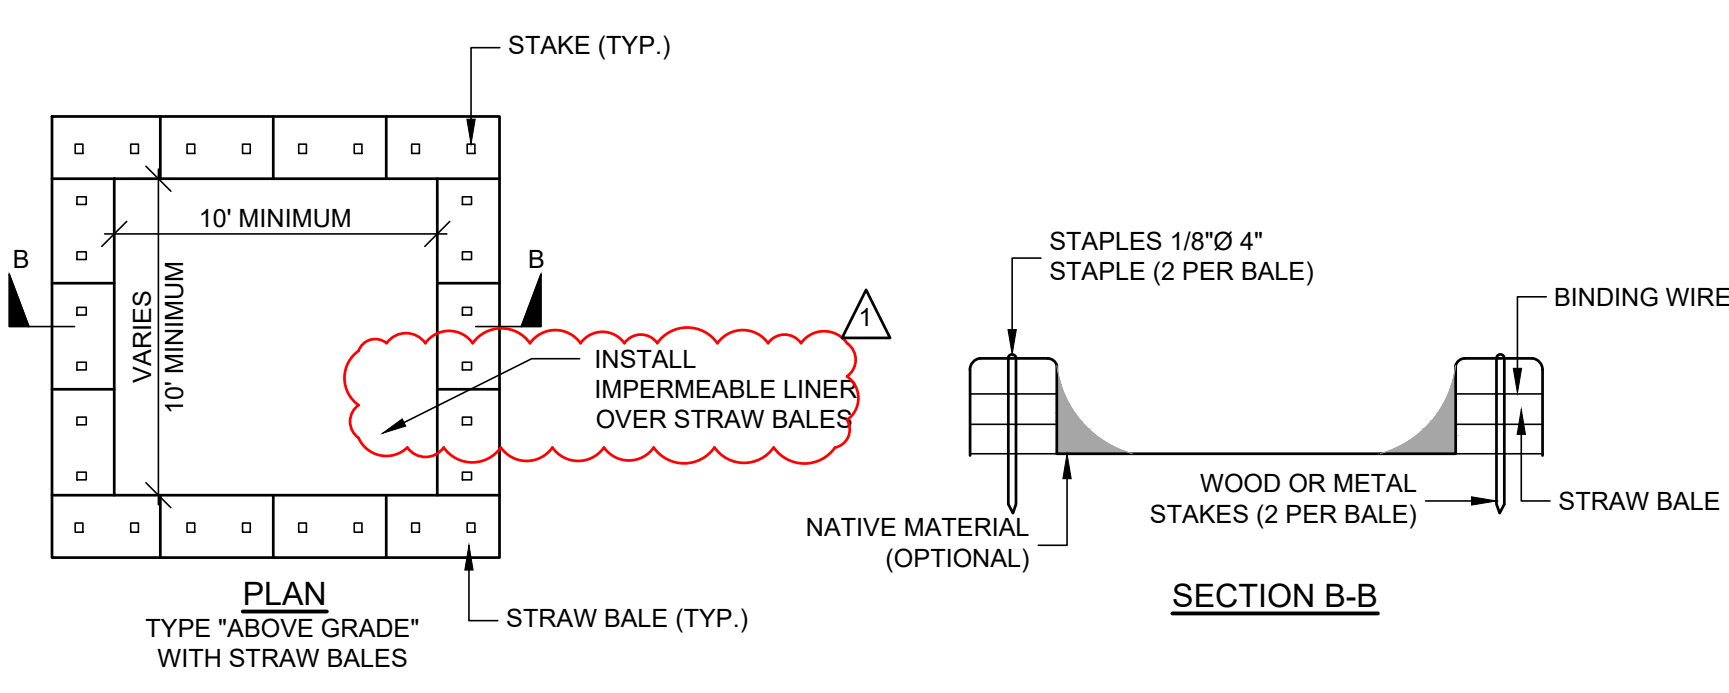 STAKE (TYP.)
10' MINIMUM
B
B
VARIES
10' MINIMUM
1
INSTALL
IMPERMEABLE LINER
OVER STRAW BALES
PLAN
TYPE "ABOVE GRADE"
WITH STRAW BALES
STRAW BALE (TYP.)
STAPLES 1/8"Ø 4"
STAPLE (2 PER BALE)
BINDING WIRE
NATIVE MATERIAL
(OPTIONAL)
WOOD OR METAL
STAKES (2 PER BALE)
STRAW BALE
SECTION B-B